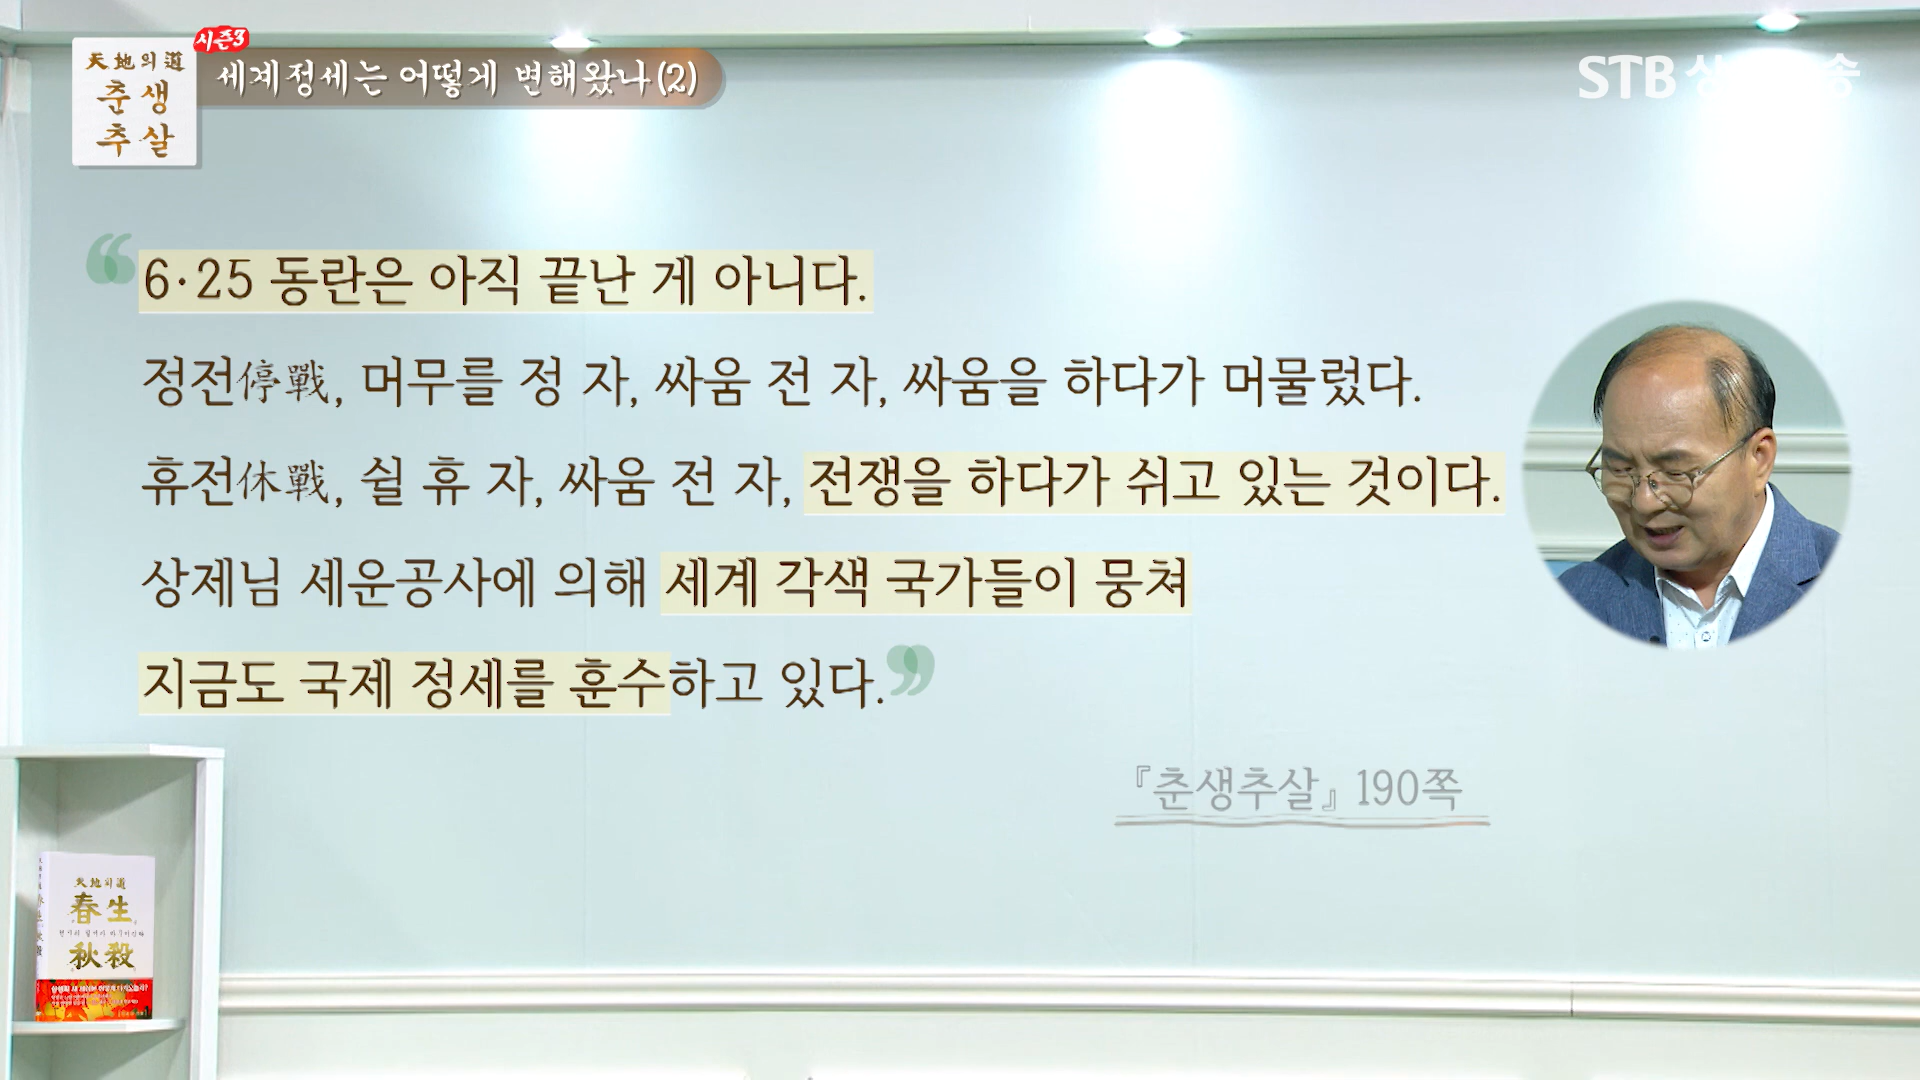 시즌3
天地의 道
춘생
추살
세계정세는 어떻게 변해왔나(2)
STB 상
송
“6·25 동란은 아직 끝난 게 아니다.
정전停戰, 머무를 정 자, 싸움 전 자, 싸움을 하다가 머물렀다.
휴전休戰, 쉴 휴 자, 싸움 전 자, 전쟁을 하다가 쉬고 있는 것이다.
상제님 세운공사에 의해 세계 각색 국가들이 뭉쳐
지금도 국제 정세를 훈수하고 있다.”
『춘생추살』 190쪽
天地의 道
春生
秋殺